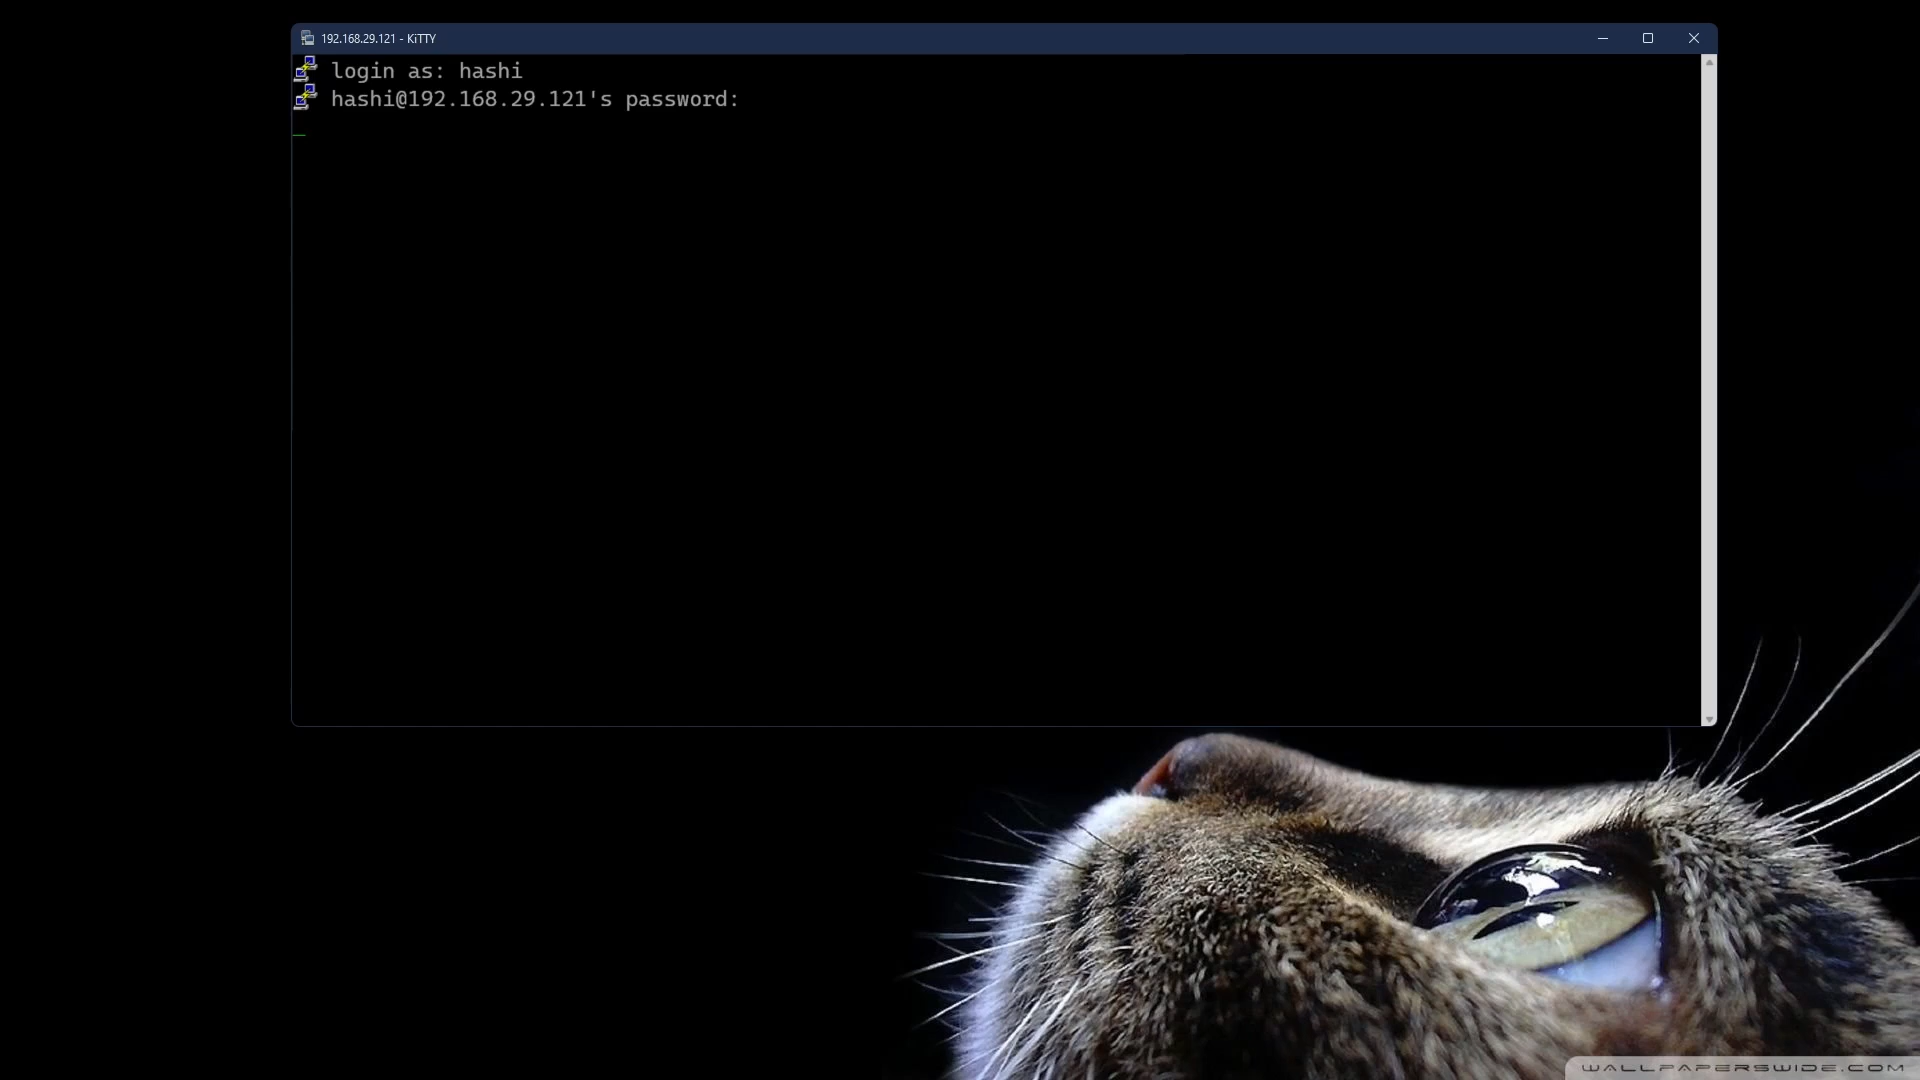 192.168.29.121 - KiTTY
login as: hashi
hashi@192.168.29.121's password:
WALLPAPERSWIDE.COM